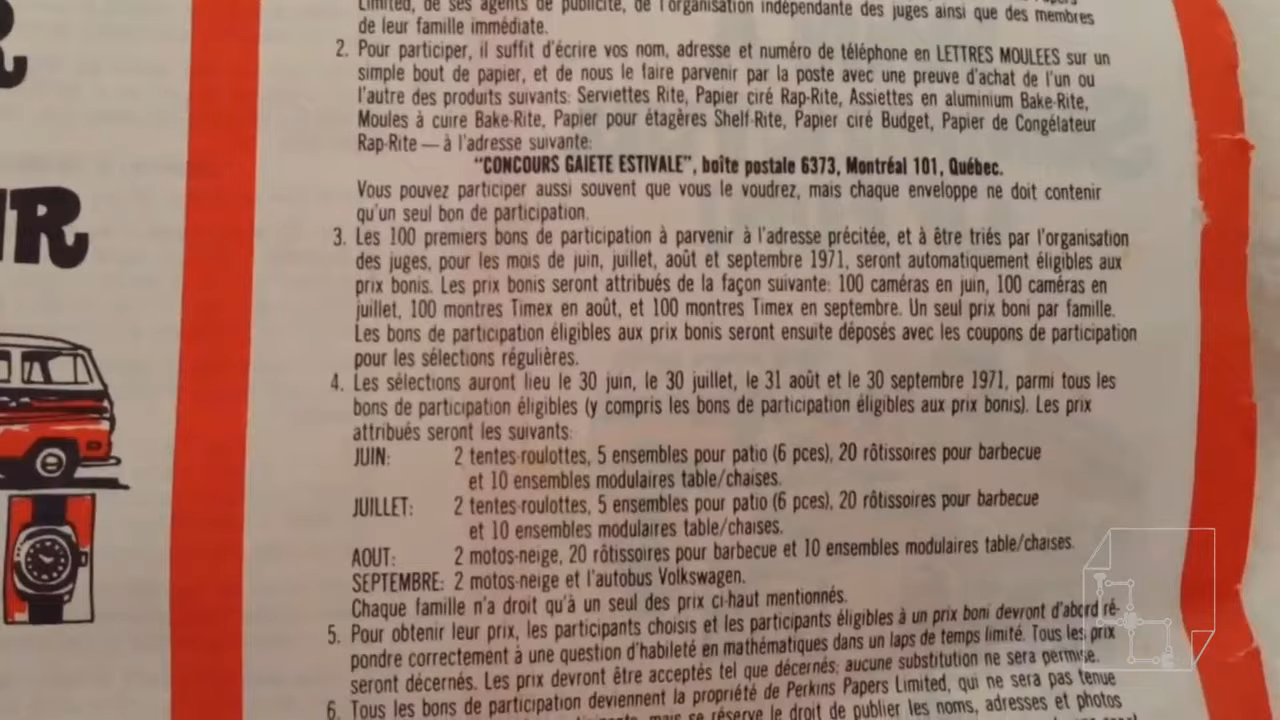 R
UR
Limited, de ses agents de publicité, de l'organisation indépendante des juges ainsi que des membres
de leur famille immédiate.
2. Pour participer, il suffit d'écrire vos nom, adresse et numéro de téléphone en LETTRES MOULEES sur un
simple bout de papier, et de nous le faire parvenir par la poste avec une preuve d'achat de l'un ou
l'autre des produits suivants: Serviettes Rite, Papier ciré Rap-Rite, Assiettes en aluminium Bake-Rite,
Moules à cuire Bake-Rite, Papier pour étagères Shelf-Rite, Papier ciré Budget, Papier de Congélateur
Rap-Rite — à l'adresse suivante:
"CONCOURS GAIETE ESTIVALE", boîte postale 6373, Montréal 101, Québec.
Vous pouvez participer aussi souvent que vous le voudrez, mais chaque enveloppe ne doit contenir
qu'un seul bon de participation.
3. Les 100 premiers bons de participation à parvenir à l'adresse précitée, et à être triés par l'organisation
des juges, pour les mois de juin, juillet, août et septembre 1971, seront automatiquement éligibles aux
prix bonis. Les prix bonis seront attribués de la façon suivante: 100 caméras en juin, 100 caméras en
juillet, 100 montres Timex en août, et 100 montres Timex en septembre. Un seul prix boni par famille.
Les bons de participation éligibles aux prix bonis seront ensuite déposés avec les coupons de participation
pour les sélections régulières.
4. Les sélections auront lieu le 30 juin, le 30 juillet, le 31 août et le 30 septembre 1971, parmi tous les
bons de participation éligibles (y compris les bons de participation éligibles aux prix bonis). Les prix
attribués seront les suivants:
JUIN: 2 tentes-roulottes, 5 ensembles pour patio (6 pces), 20 rôtissoires pour barbecue
et 10 ensembles modulaires table/chaises.
JUILLET: 2 tentes-roulottes, 5 ensembles pour patio (6 pces), 20 rôtissoires pour barbecue
et 10 ensembles modulaires table/chaises.
AOUT: 2 motos-neige, 20 rôtissoires pour barbecue et 10 ensembles modulaires table/chaises.
SEPTEMBRE: 2 motos-neige et l'autobus Volkswagen.
Chaque famille n'a droit qu'à un seul des prix ci-haut mentionnés.
5. Pour obtenir leur prix, les participants choisis et les participants éligibles à un prix boni devront d'abord ré-
pondre correctement à une question d'habileté en mathématiques dans un laps de temps limité. Tous les prix
seront décernés. Les prix devront être acceptés tel que décernés; aucune substitution ne sera permise.
6. Tous les bons de participation deviennent la propriété de Perkins Papers Limited, qui ne sera pas tenue
mais se réserve le droit de publier les noms, adresses et photos